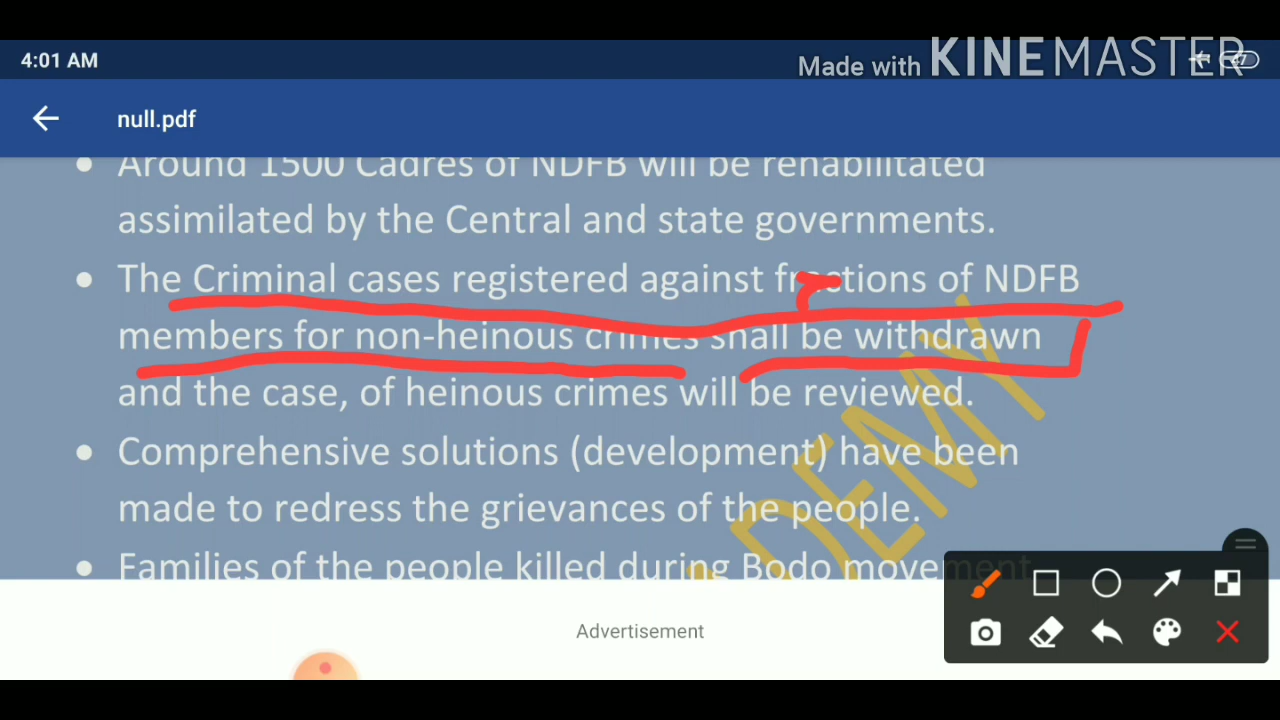 4:01 AM
Made with KINEMASTER
47
null.pdf
Around 1500 Cadres of NDFB will be rehabilitated
assimilated by the Central and state governments.
The Criminal cases registered against fractions of NDFB
members for non-heinous crimes shall be withdrawn
and the case, of heinous crimes will be reviewed.
Comprehensive solutions (development) have been
made to redress the grievances of the people.
Families of the people killed during Bodo movement
DEMY
Advertisement